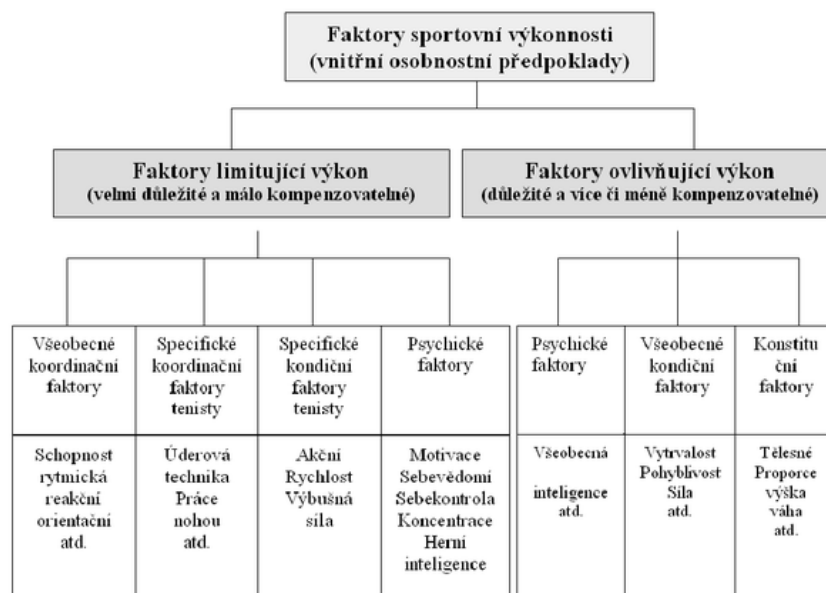 Faktory sportovní výkonnosti
(vnitřní osobnostní předpoklady)
Faktory limitující výkon
(velmi důležité a málo kompenzovatelné)
Faktory ovlivňující výkon
(důležité a více či méně kompenzovatelné)
Všeobecné
koordinační
faktory
Specifické
koordinační
faktory
tenisty
Specifické
kondiční
faktory
tenisty
Psychické
faktory
Psychické
faktory
Všeobecné
kondiční
faktory
Konstitu
ční
faktory
Schopnost
rytmická
reakční
orientační
atd.
Úderová
technika
Práce
nohou
atd.
Akční
Rychlost
Výbušná
síla
Motivace
Sebevědomí
Sebekontrola
Koncentrace
Herní
inteligence
Všeobecná
inteligence
atd.
Vytrvalost
Pohyblivost
Síla
atd.
Tělesné
Proporce
výška
váha
atd.